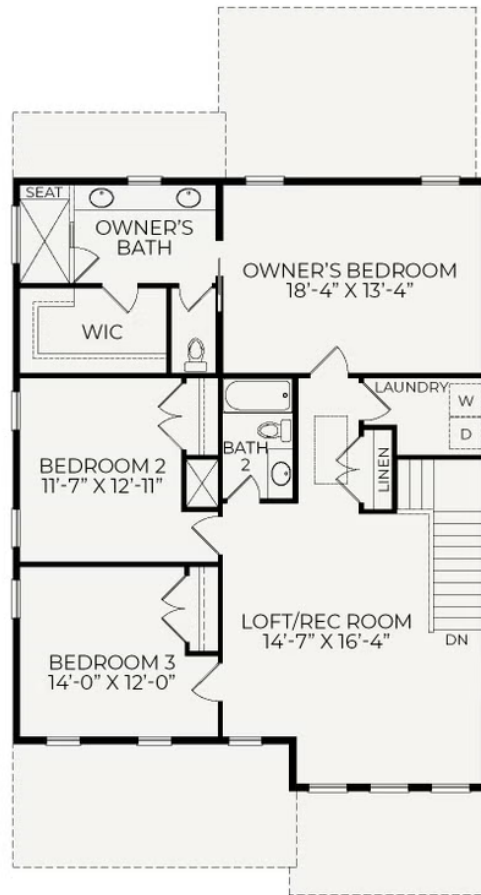 SEAT
OWNER'S
BATH
OWNER'S BEDROOM
18'-4" X 13'-4"
WIC
LAUNDRY
W
D
BATH
2
BEDROOM 2
11'-7" X 12'-11"
LINEN
LOFT/REC ROOM
14'-7" X 16'-4"
DN
BEDROOM 3
14'-0" X 12'-0"